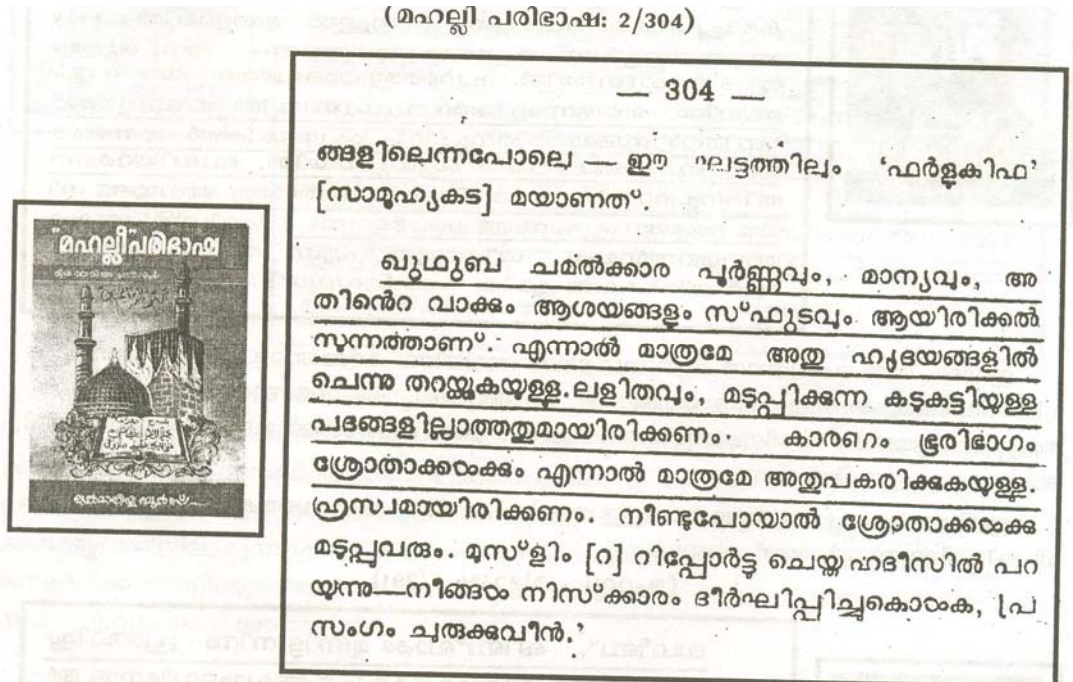 (മഹല്ലി പരിഭാഷ: 2/304)
— 304 —
ങ്ങളിലെന്നപോലെ — ഈ ഘട്ടത്തിലും 'ഫർളുകിഫ'
[സാമൂഹ്യകട] മയാണത്.
ഖുഥുബ ചമൽക്കാര പൂർണ്ണവും, മാന്യവും, അ
തിൻെറ വാക്കും ആശയങ്ങളും സ്ഫുടവും ആയിരിക്കൽ
സുന്നത്താണ്. എന്നാൽ മാത്രമേ അതു ഹൃദയങ്ങളിൽ
ചെന്നു തറയ്ക്കുകയുള്ളു. ലളിതവും, മടുപ്പിക്കുന്ന കടുകട്ടിയുള്ള
പദങ്ങളില്ലാത്തതുമായിരിക്കണം. കാരണം ഭൂരിഭാഗം
ശ്രോതാക്കൾക്കും എന്നാൽ മാത്രമേ അതുപകരിക്കുകയുള്ളു.
ഹ്രസ്വമായിരിക്കണം. നീണ്ടുപോയാൽ ശ്രോതാക്കൾക്കു
മടുപ്പുവരും. മുസ്ളിം [റ] റിപ്പോർട്ടു ചെയ്ത ഹദീസിൽ പറ
യുന്നു—നീങ്ങൾ നിസ്ക്കാരം ദീർഘിപ്പിച്ചുകൊൾക, പ്ര
സംഗം ചുരുക്കുവീൻ.'
"മഹല്ലീ"പരിഭാഷ